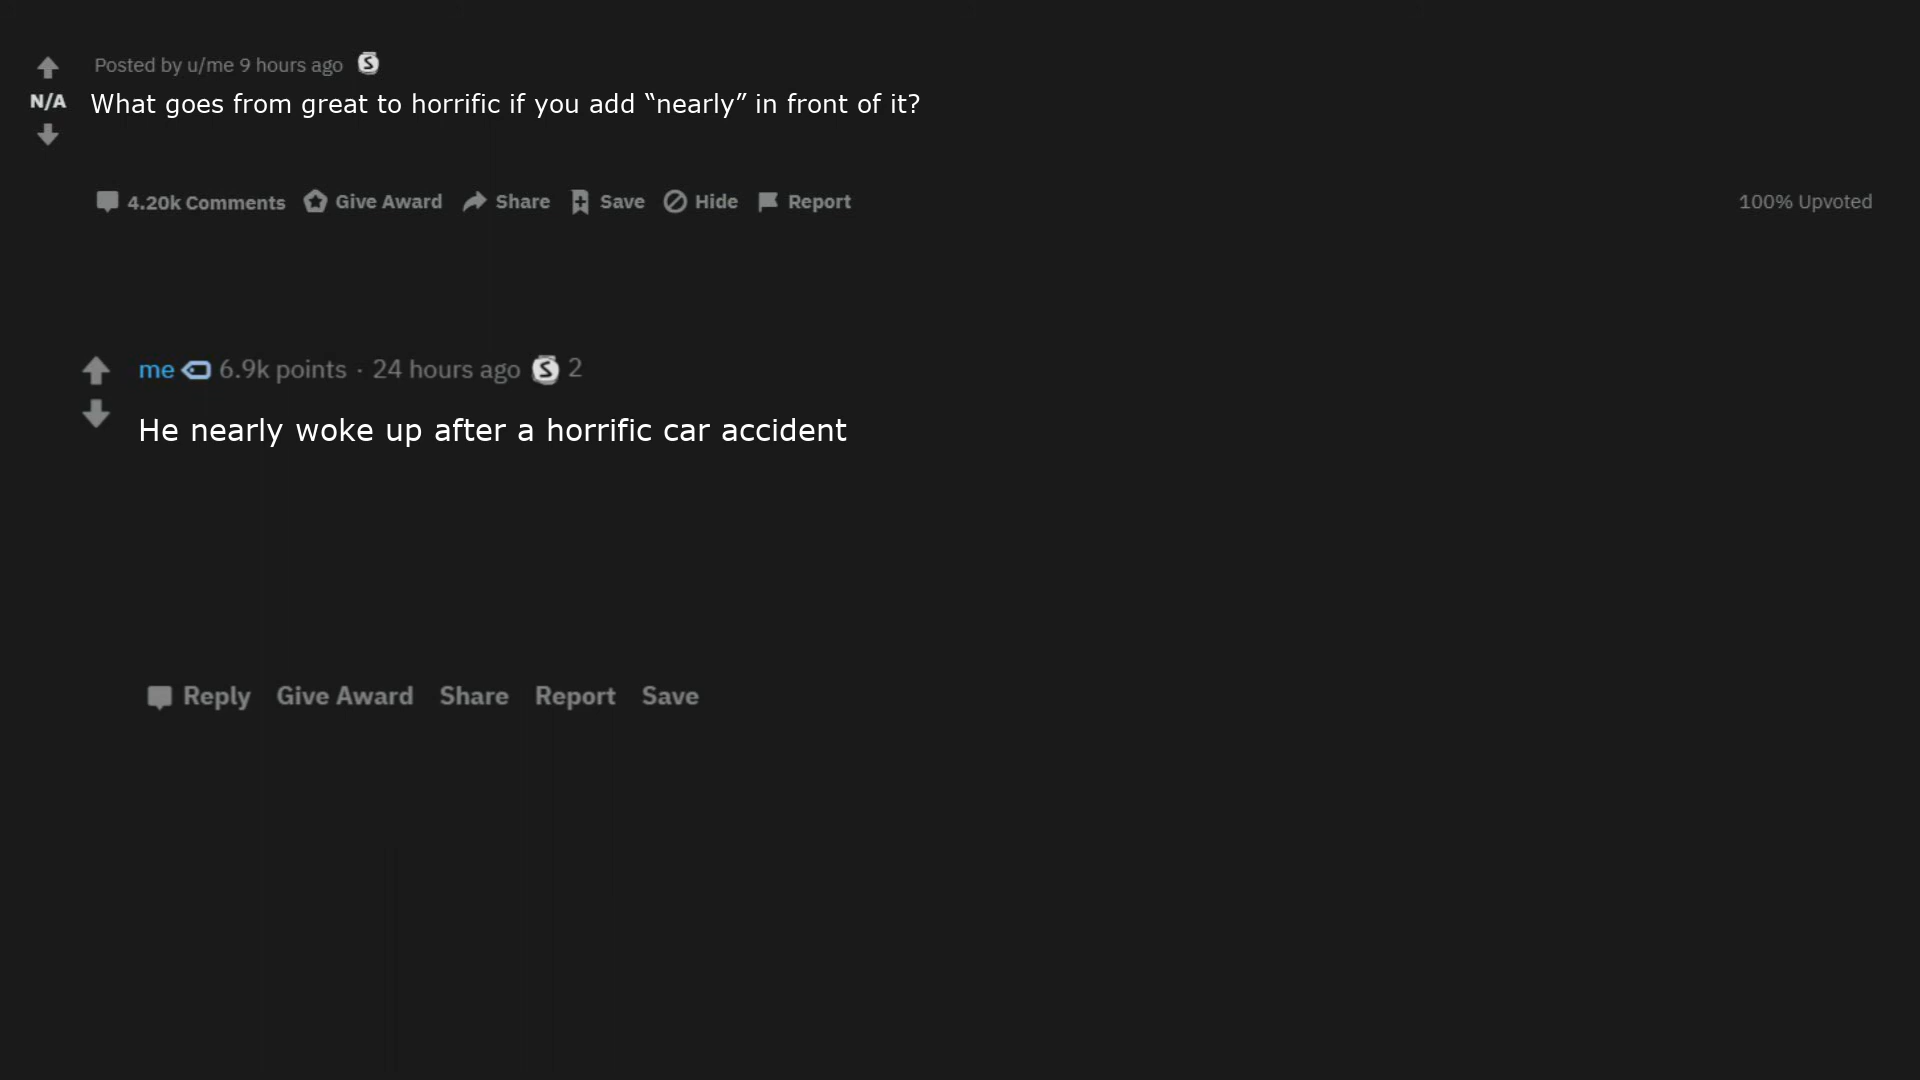 Posted by u/me 9 hours ago S
N/A
What goes from great to horrific if you add “nearly” in front of it?
4.20k Comments Give Award Share Save Hide Report 100% Upvoted
me 6.9k points · 24 hours ago S 2
He nearly woke up after a horrific car accident
Reply Give Award Share Report Save